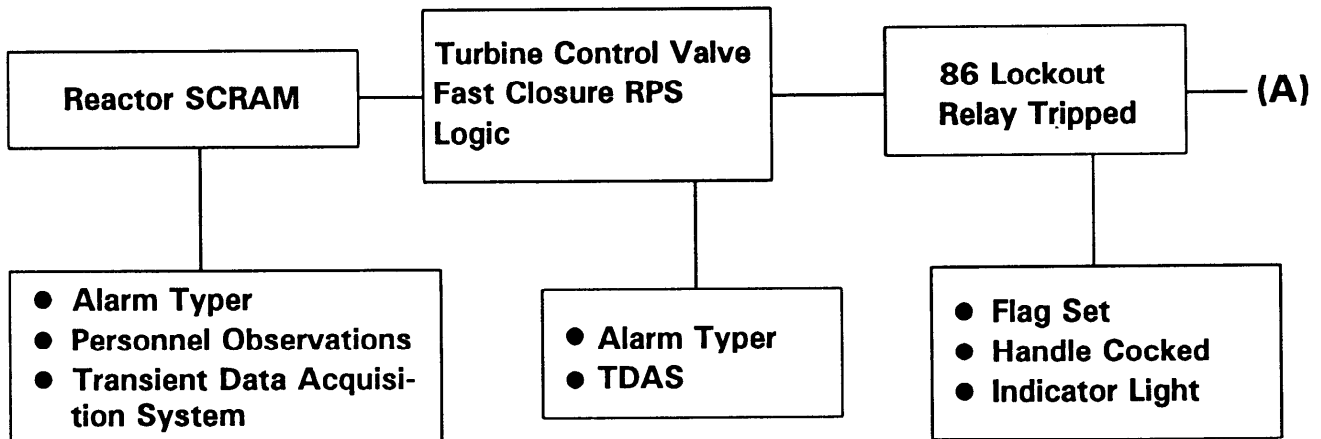 Reactor SCRAM
Turbine Control Valve
Fast Closure RPS
Logic
86 Lockout
Relay Tripped
(A)
● Alarm Typer
● Personnel Observations
● Transient Data Acquisi-
tion System
● Alarm Typer
● TDAS
● Flag Set
● Handle Cocked
● Indicator Light